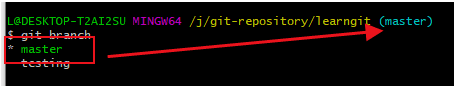 L@DESKTOP-T2AI2SU MINGW64 /j/git-repository/learngit (master)
$ git branch
* master
  testing